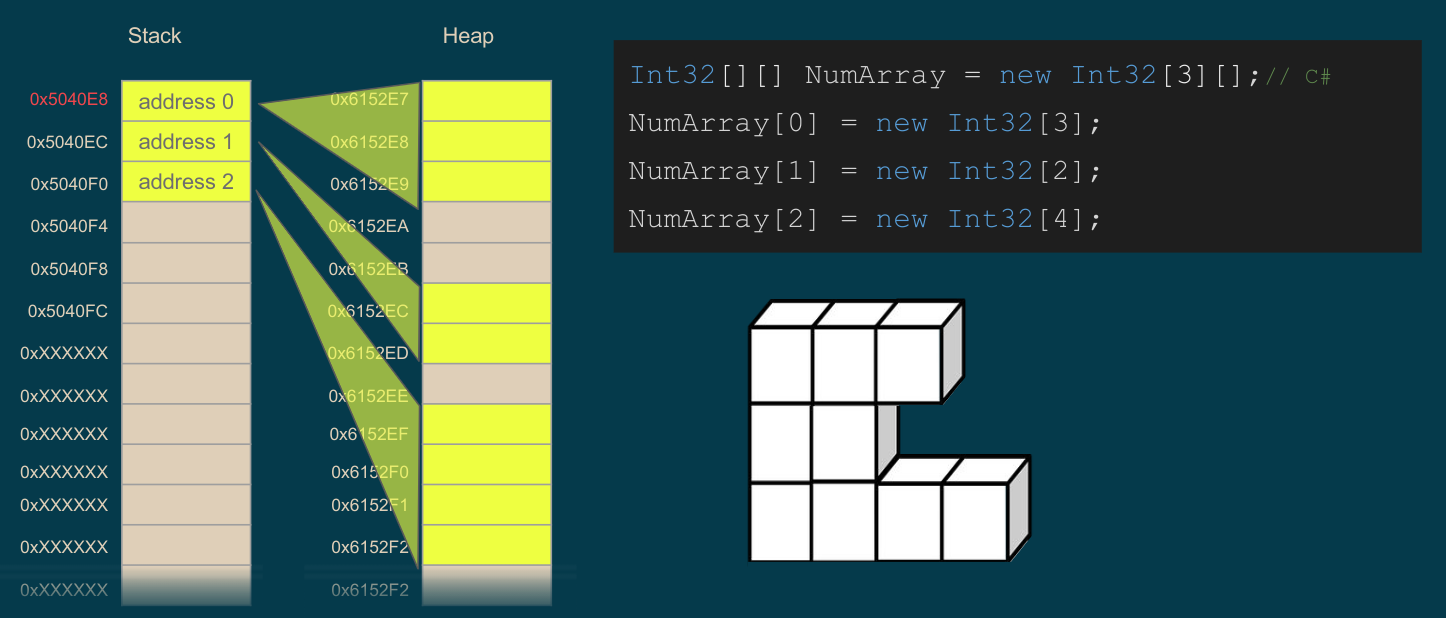 Stack
Heap
0x5040E8
address 0
0x6152E7
0x5040EC
address 1
0x6152E8
0x5040F0
address 2
0x6152E9
0x5040F4
0x6152EA
0x5040F8
0x6152EB
0x5040FC
0x6152EC
0xXXXXXX
0x6152ED
0xXXXXXX
0x6152EE
0xXXXXXX
0x6152EF
0xXXXXXX
0x6152F0
0xXXXXXX
0x6152F1
0xXXXXXX
0x6152F2
0xXXXXXX
0x6152F2
Int32[][] NumArray = new Int32[3][];// C#
NumArray[0] = new Int32[3];
NumArray[1] = new Int32[2];
NumArray[2] = new Int32[4];